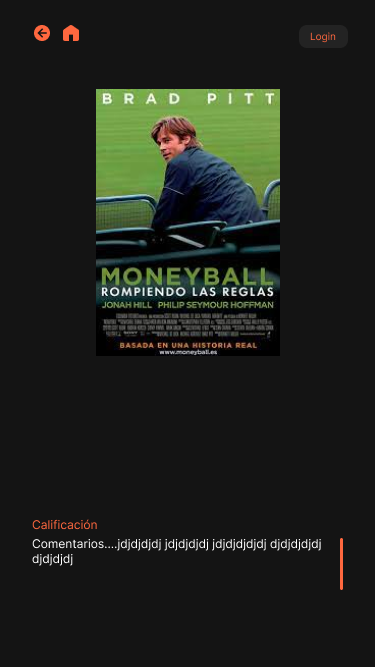 Login
BRAD PITT
MONEYBALL
ROMPIENDO LAS REGLAS
JONAH HILL PHILIP SEYMOUR HOFFMAN
BASADA EN UNA HISTORIA REAL
www.moneyball.es
Calificación
Comentarios....jdjdjdjdj jdjdjdjdj jdjdjdjdjdj djdjdjdjdj
djdjdjdj